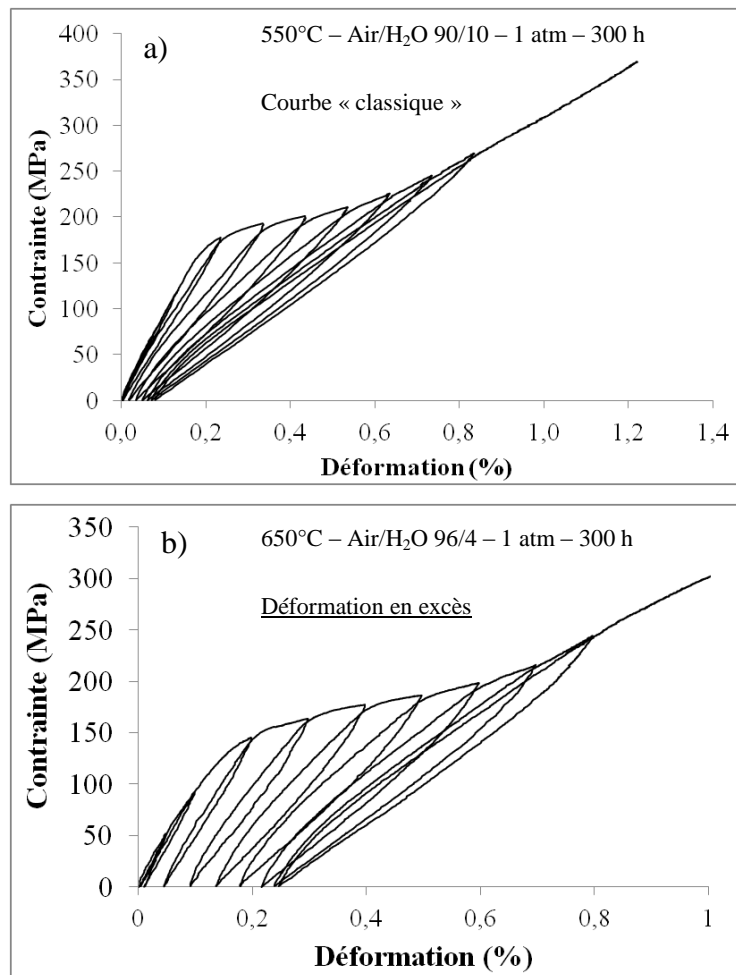 a)
550°C – Air/H₂O 90/10 – 1 atm – 300 h
Courbe « classique »
Contrainte (MPa)
400
350
300
250
200
150
100
50
0
0,0 0,2 0,4 0,6 0,8 1,0 1,2 1,4
Déformation (%)
b)
650°C – Air/H₂O 96/4 – 1 atm – 300 h
Déformation en excès
Contrainte (MPa)
350
300
250
200
150
100
50
0
0 0,2 0,4 0,6 0,8 1
Déformation (%)